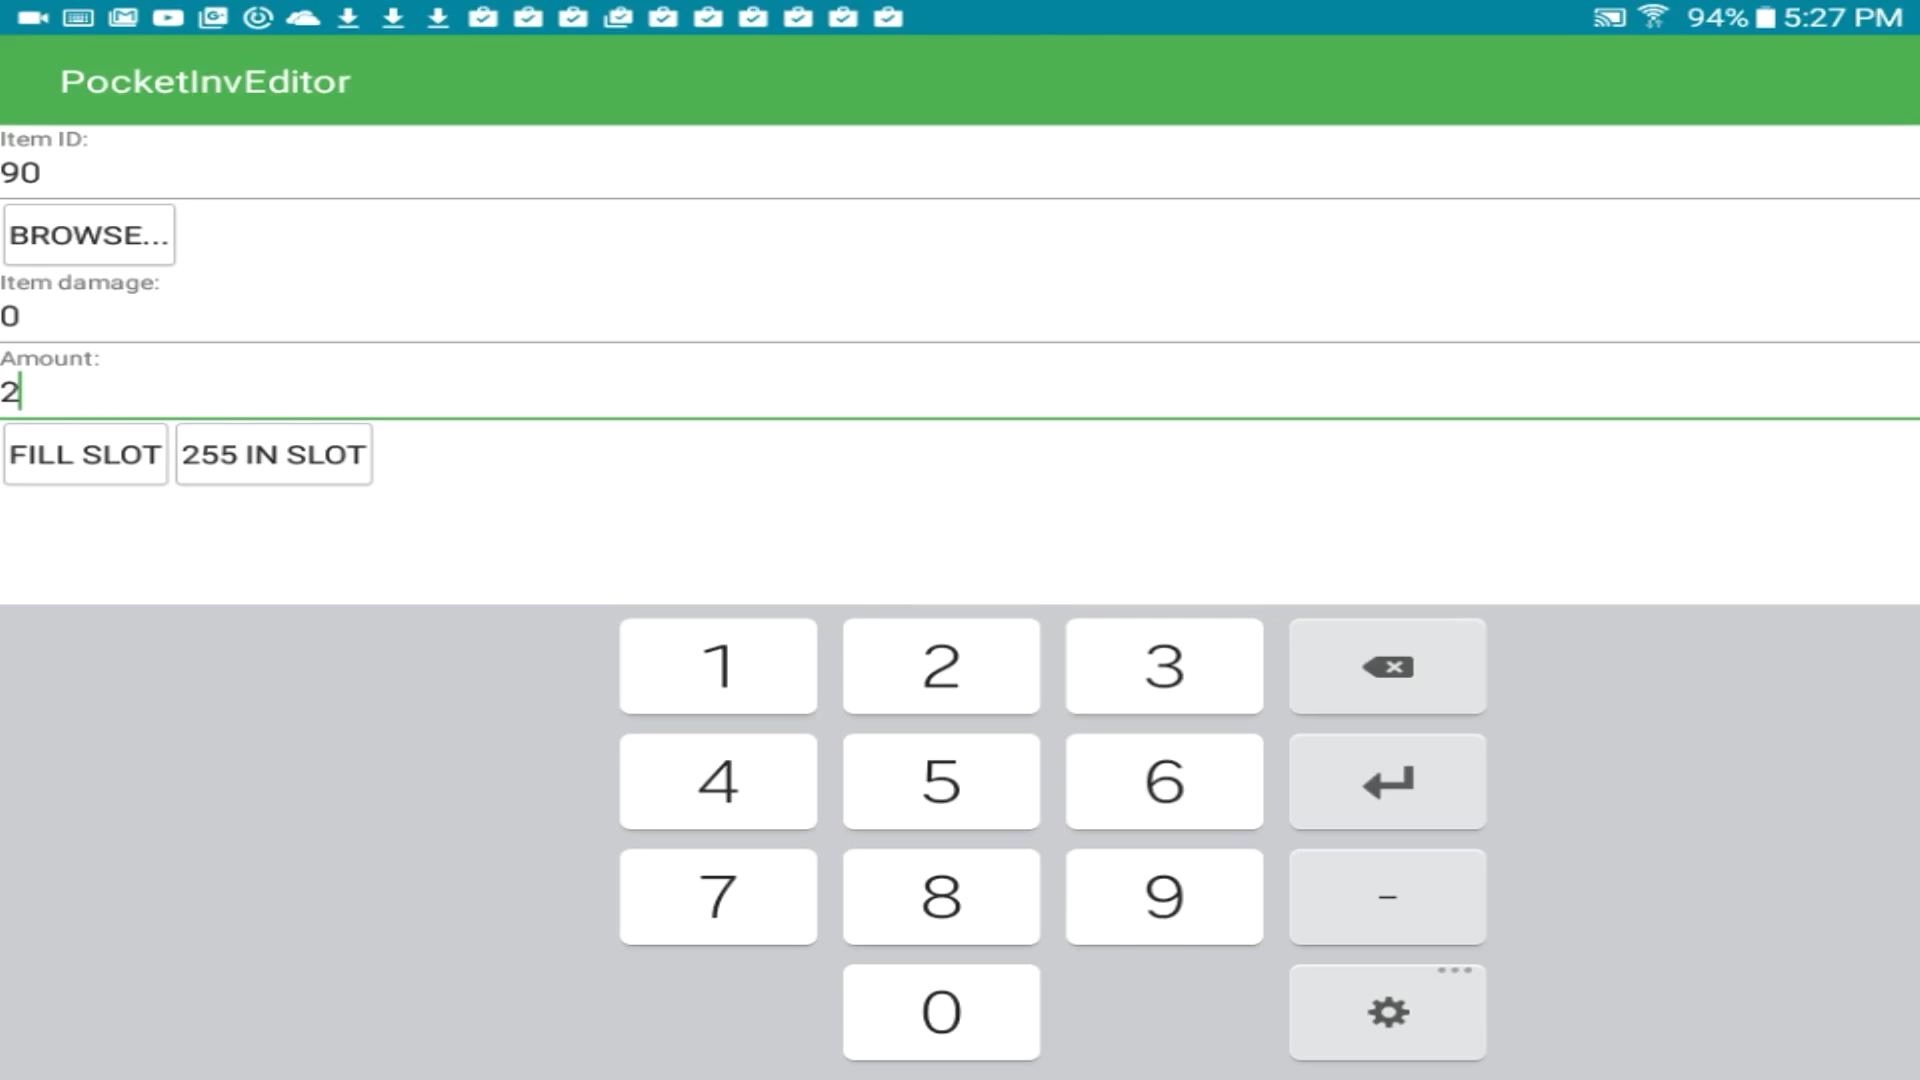 94% 5:27 PM
PocketInvEditor
Item ID:
90
BROWSE...
Item damage:
0
Amount:
2
FILL SLOT 255 IN SLOT
1 2 3
4 5 6
7 8 9 -
0